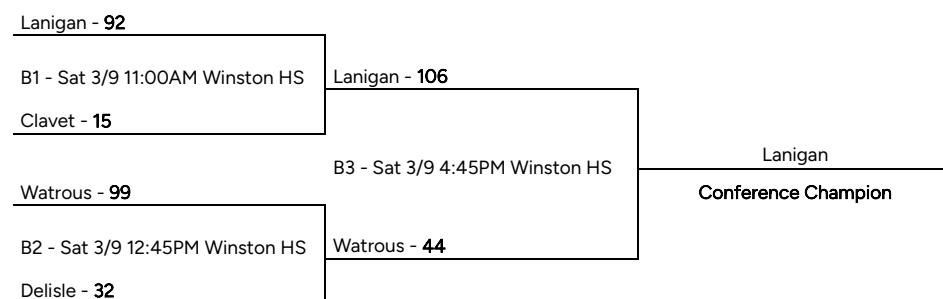 Lanigan - 92
B1 - Sat 3/9 11:00AM Winston HS
Clavet - 15
Watrous - 99
B2 - Sat 3/9 12:45PM Winston HS
Delisle - 32
Lanigan - 106
B3 - Sat 3/9 4:45PM Winston HS
Watrous - 44
Lanigan
Conference Champion